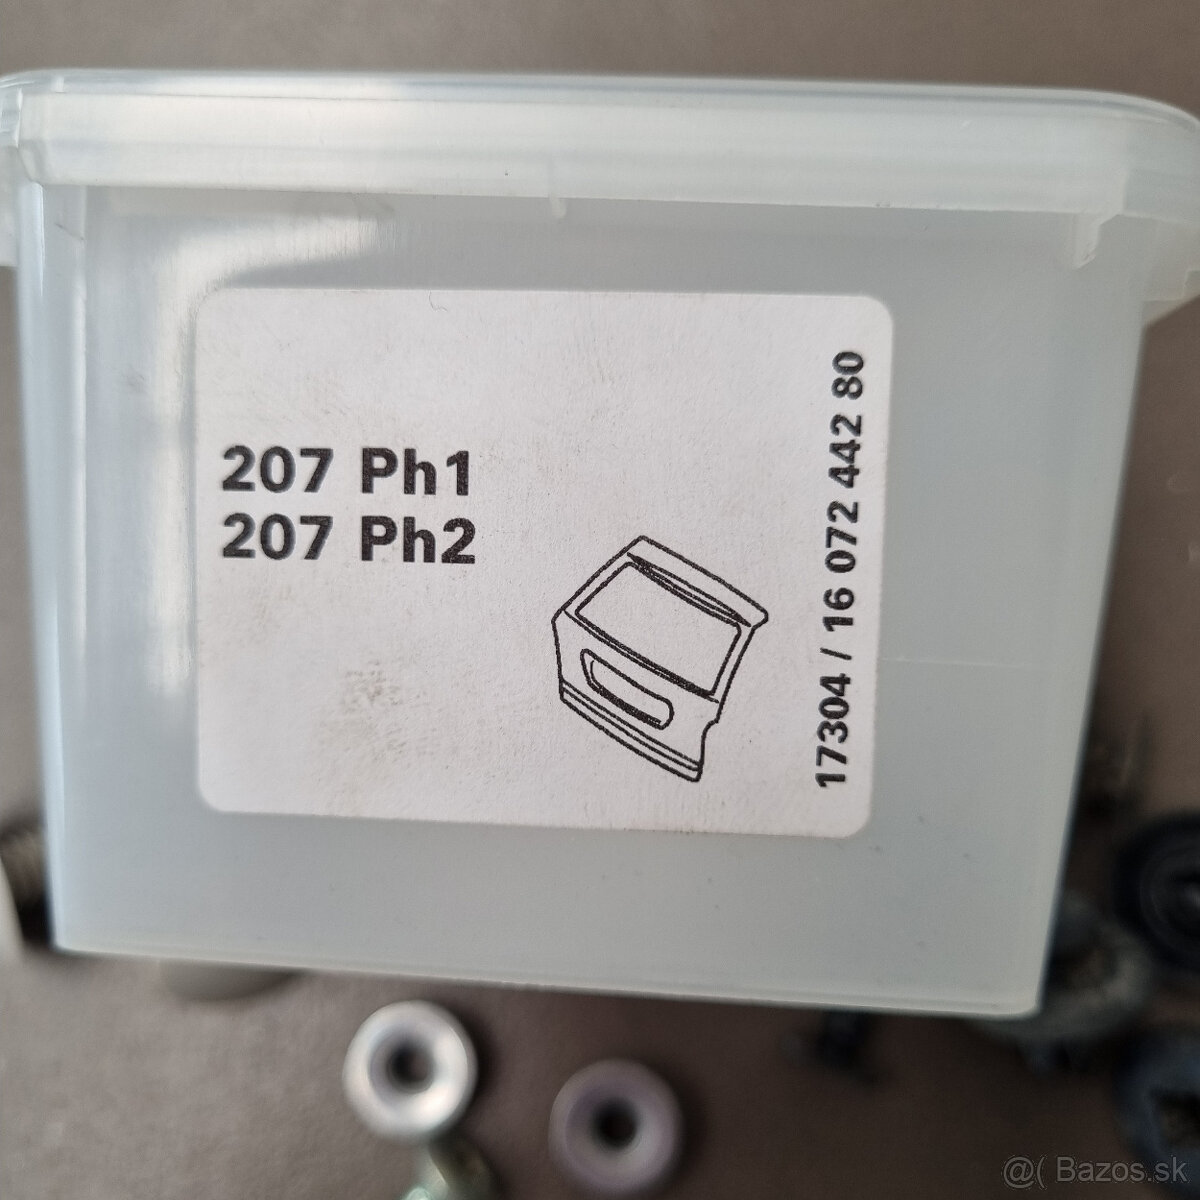 207 Ph1
207 Ph2
17304 / 16 072 442 80
@( Bazos.sk